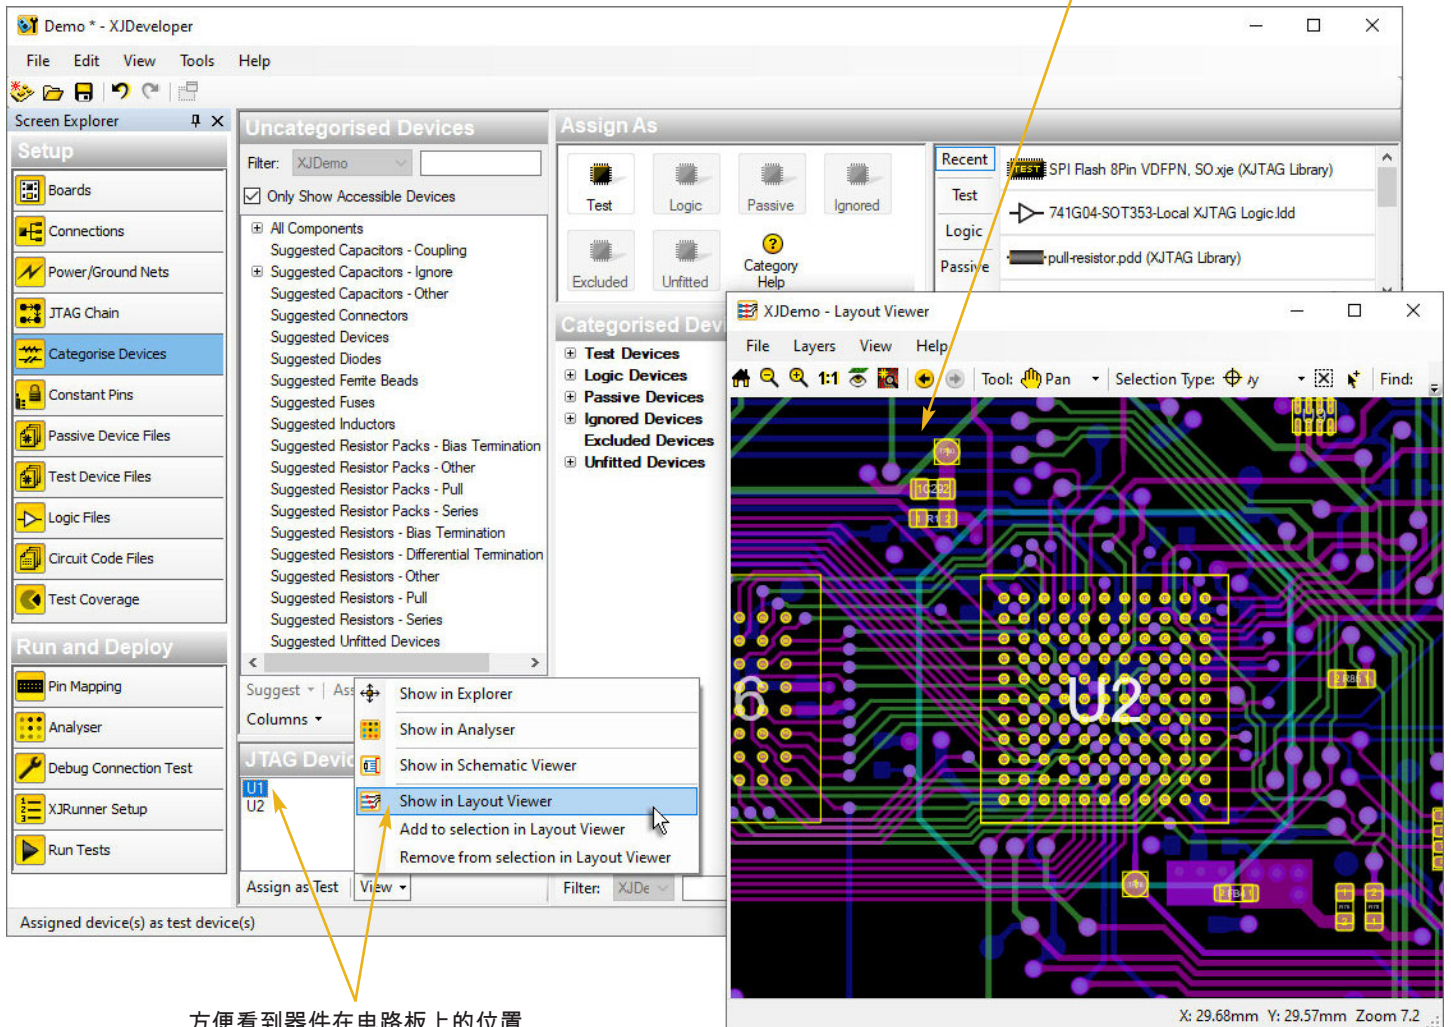 Demo * - XJDeveloper
File Edit View Tools Help
Screen Explorer
Setup
Boards
Connections
Power/Ground Nets
JTAG Chain
Categorise Devices
Constant Pins
Passive Device Files
Test Device Files
Logic Files
Circuit Code Files
Test Coverage
Run and Deploy
Pin Mapping
Analyser
Debug Connection Test
XJRunner Setup
Run Tests
Uncategorised Devices
Filter: XJDemo
Only Show Accessible Devices
All Components
Suggested Capacitors - Coupling
Suggested Capacitors - Ignore
Suggested Capacitors - Other
Suggested Connectors
Suggested Devices
Suggested Diodes
Suggested Ferrite Beads
Suggested Fuses
Suggested Inductors
Suggested Resistor Packs - Bias Termination
Suggested Resistor Packs - Other
Suggested Resistor Packs - Pull
Suggested Resistor Packs - Series
Suggested Resistors - Bias Termination
Suggested Resistors - Differential Termination
Suggested Resistors - Other
Suggested Resistors - Pull
Suggested Resistors - Series
Suggested Unfitted Devices
Suggest
Columns
JTAG Devic
U1
U2
Assign as Test View
Show in Explorer
Show in Analyser
Show in Schematic Viewer
Show in Layout Viewer
Add to selection in Layout Viewer
Remove from selection in Layout Viewer
Assign As
Test Logic Passive Ignored
Excluded Unfitted Category Help
Recent
Test
Logic
Passive
SPI Flash 8Pin VDFPN, SO.xje (XJTAG Library)
741G04-SOT353-Local XJTAG Logic.ldd
pull-resistor.pdd (XJTAG Library)
Categorised Dev
Test Devices
Logic Devices
Passive Devices
Ignored Devices
Excluded Devices
Unfitted Devices
Filter: XJDe
Assigned device(s) as test device(s)
XJDemo - Layout Viewer
File Layers View Help
1:1 Tool: Pan Selection Type: Find:
U2
6
2 R85 1
2 FB4 1
X: 29.68mm Y: 29.57mm Zoom 7.2
方便看到器件在电路板上的位置